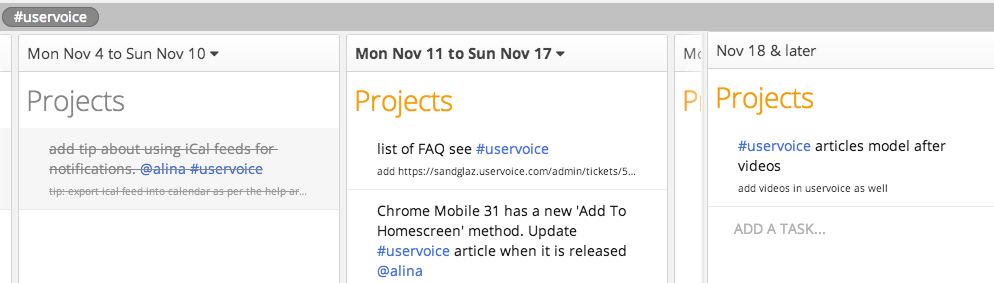 #uservoice
Mon Nov 4 to Sun Nov 10
Projects
add tip about using iCal feeds for
notifications. @alina #uservoice
tip: export ical feed into calendar as per the help ar...
Mon Nov 11 to Sun Nov 17
Projects
list of FAQ see #uservoice
add https://sandglaz.uservoice.com/admin/tickets/5...
Chrome Mobile 31 has a new 'Add To
Homescreen' method. Update
#uservoice article when it is released
@alina
Nov 18 & later
Projects
#uservoice articles model after
videos
add videos in uservoice as well
ADD A TASK...